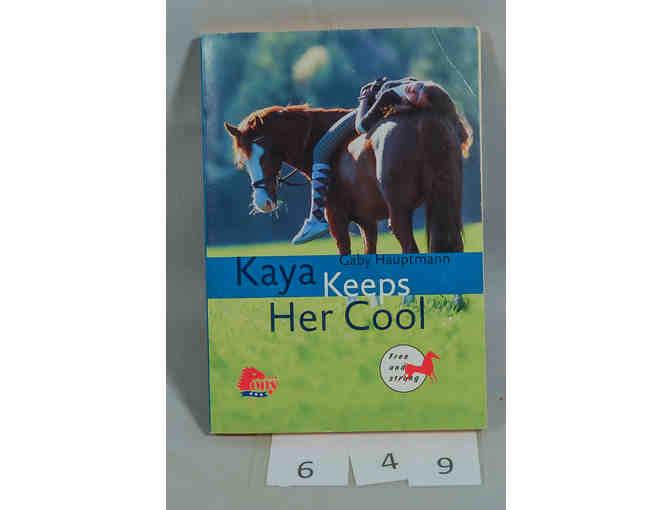 Gaby Hauptmann
Kaya Keeps
Her Cool
free
and
strong
Pony
6 4 9